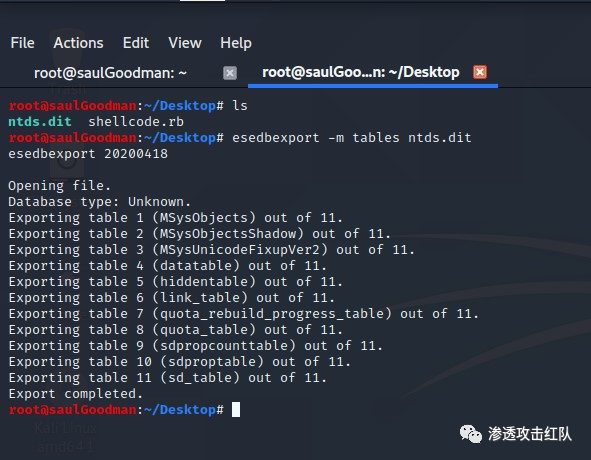 File Actions Edit View Help
root@saulGoodman: ~ root@saulGoo...n: ~/Desktop
root@saulGoodman:~/Desktop# ls
ntds.dit shellcode.rb
root@saulGoodman:~/Desktop# esedbexport -m tables ntds.dit
esedbexport 20200418
Opening file.
Database type: Unknown.
Exporting table 1 (MSysObjects) out of 11.
Exporting table 2 (MSysObjectsShadow) out of 11.
Exporting table 3 (MSysUnicodeFixupVer2) out of 11.
Exporting table 4 (datatable) out of 11.
Exporting table 5 (hiddentable) out of 11.
Exporting table 6 (link_table) out of 11.
Exporting table 7 (quota_rebuild_progress_table) out of 11.
Exporting table 8 (quota_table) out of 11.
Exporting table 9 (sdpropcounttable) out of 11.
Exporting table 10 (sdproptable) out of 11.
Exporting table 11 (sd_table) out of 11.
Export completed.
root@saulGoodman:~/Desktop#
Kali Linux
amd64 1
渗透攻击红队